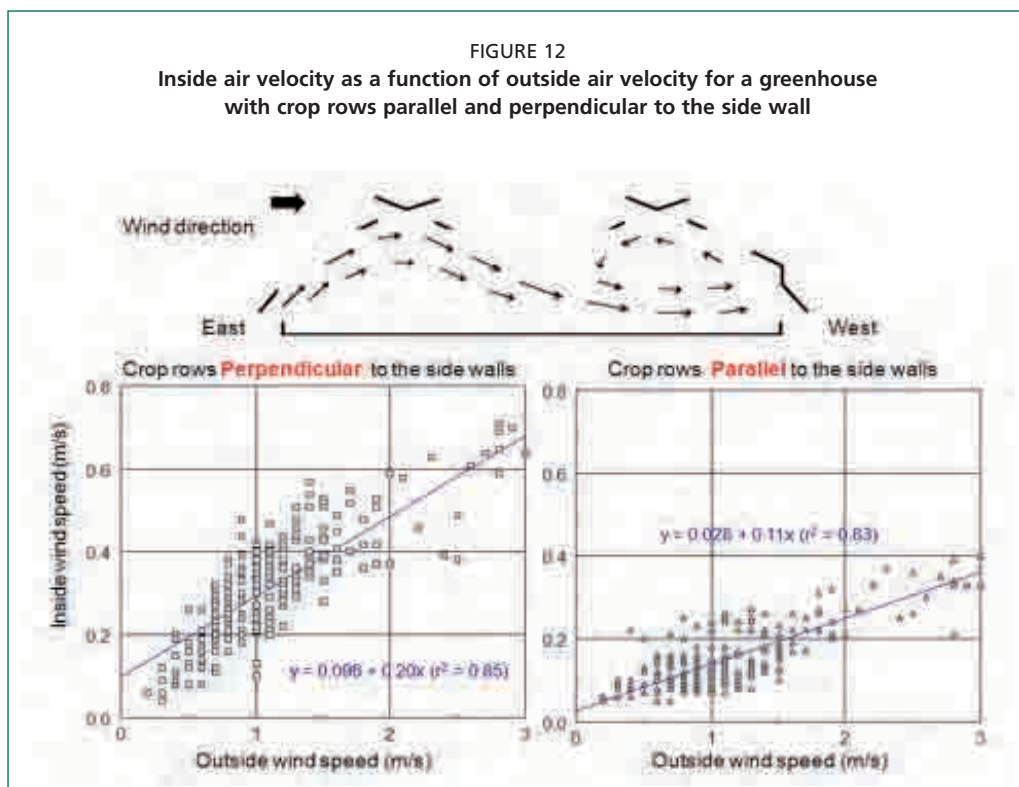 FIGURE 12
Inside air velocity as a function of outside air velocity for a greenhouse
with crop rows parallel and perpendicular to the side wall
Wind direction
East
West
Crop rows Perpendicular to the side walls
0.8
0.6
0.4
0.2
0.0
Inside wind speed (m/s)
y = 0.096 + 0.20x (r² = 0.85)
0 1 2 3
Outside wind speed (m/s)
Crop rows Parallel to the side walls
0.8
0.6
0.4
0.2
0.0
y = 0.028 + 0.11x (r² = 0.83)
0 1 2 3
Outside wind speed (m/s)